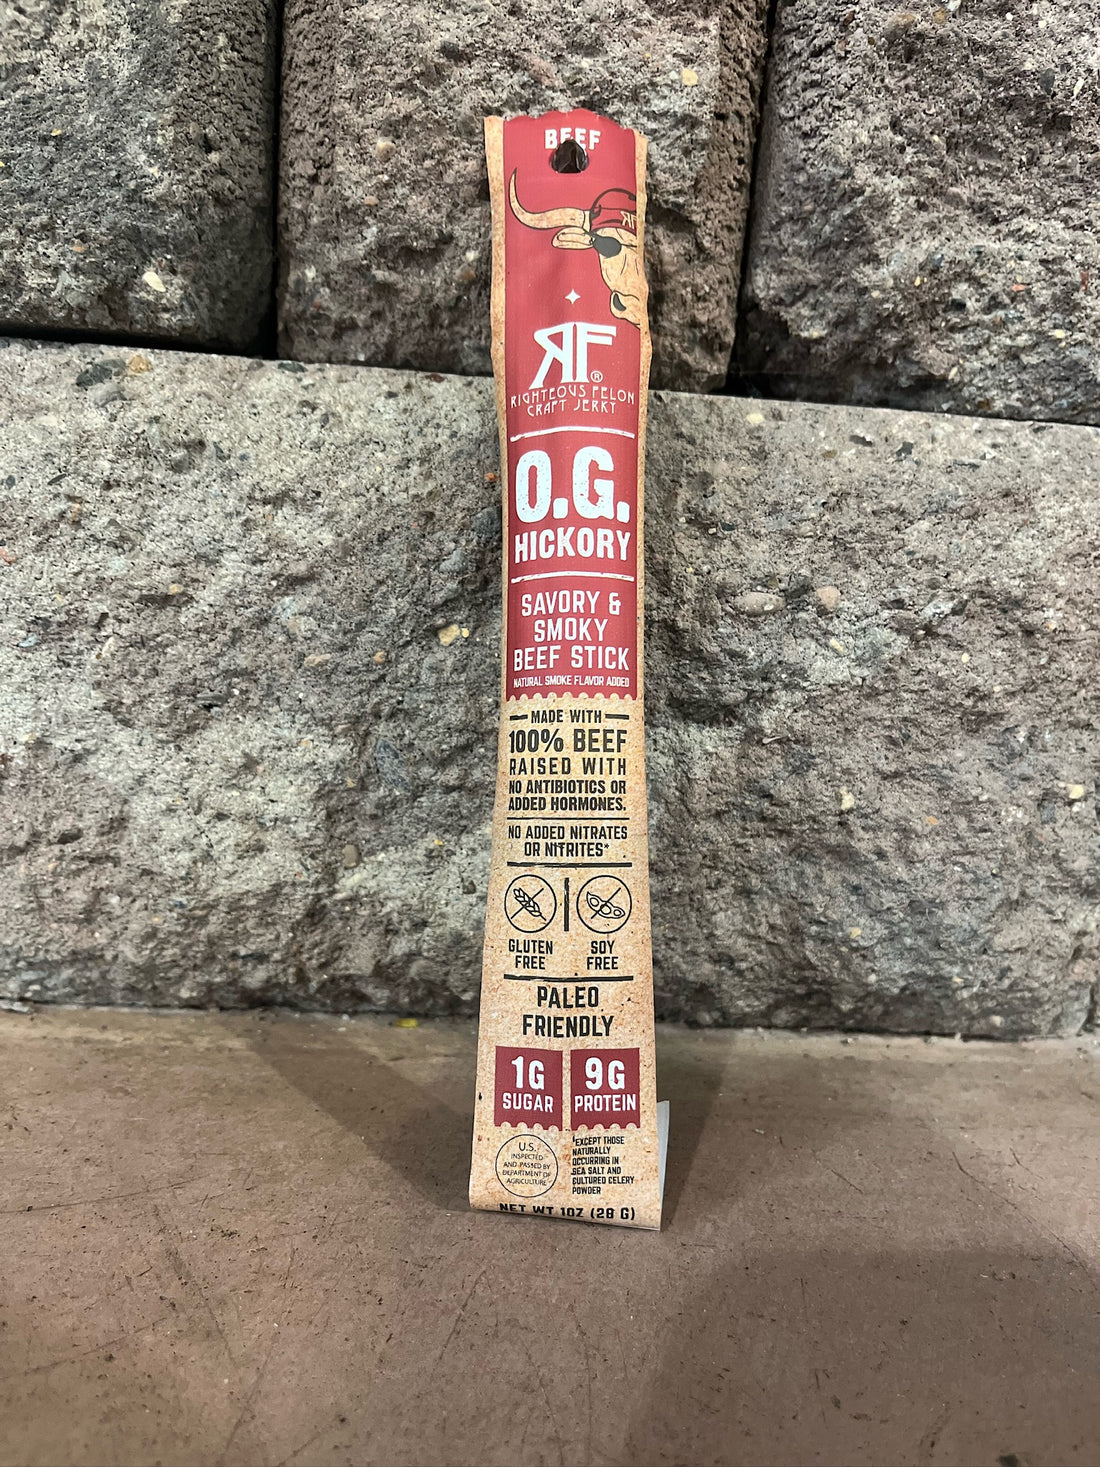 BEEF
RF
RF®
RIGHTEOUS FELON
CRAFT JERKY
O.G.
HICKORY
SAVORY &
SMOKY
BEEF STICK
NATURAL SMOKE FLAVOR ADDED
MADE WITH
100% BEEF
RAISED WITH
NO ANTIBIOTICS OR
ADDED HORMONES.
NO ADDED NITRATES
OR NITRITES*
GLUTEN
FREE
SOY
FREE
PALEO
FRIENDLY
1G
SUGAR
9G
PROTEIN
U.S.
INSPECTED
AND PASSED BY
DEPARTMENT OF
AGRICULTURE
*EXCEPT THOSE
NATURALLY
OCCURRING IN
SEA SALT AND
CULTURED CELERY
POWDER
NET WT 1OZ (28 G)